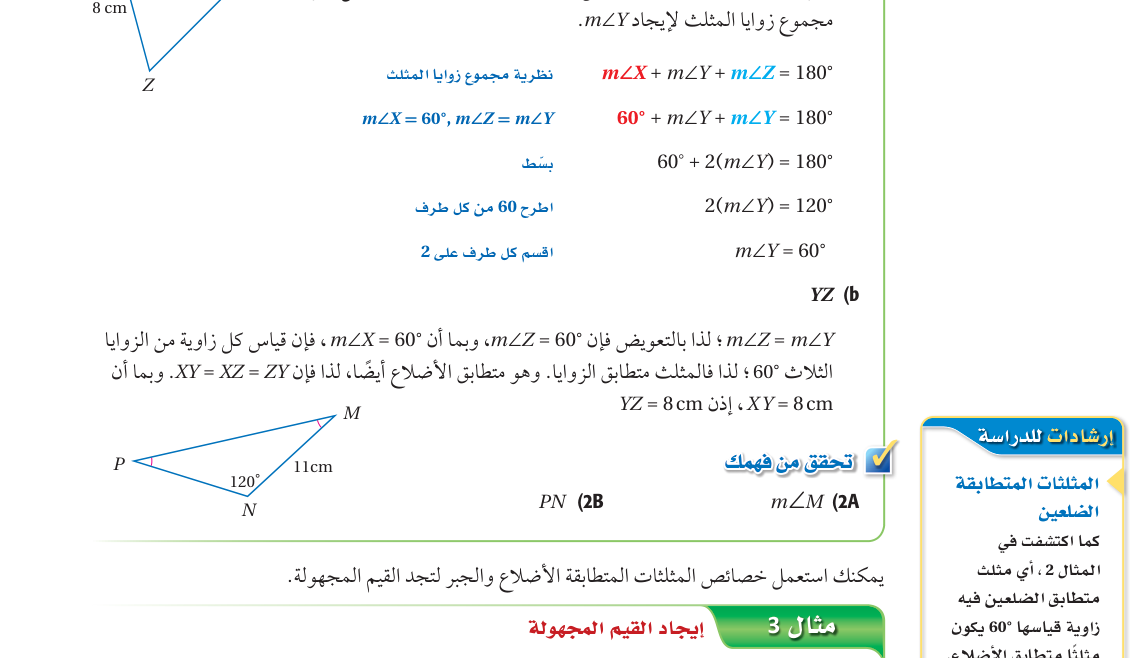 8 cm
Z
مجموع زوايا المثلث لإيجاد m∠Y.
m∠X + m∠Y + m∠Z = 180° نظرية مجموع زوايا المثلث
60° + m∠Y + m∠Y = 180° m∠X = 60°, m∠Z = m∠Y
60° + 2(m∠Y) = 180° بسّط
2(m∠Y) = 120° اطرح 60 من كل طرف
m∠Y = 60° اقسم كل طرف على 2
YZ (b
m∠Z = m∠Y ؛ لذا بالتعويض فإن m∠Z = 60°، وبما أن m∠X = 60° ، فإن قياس كل زاوية من الزوايا
الثلاث 60° ؛ لذا فالمثلث متطابق الزوايا. وهو متطابق الأضلاع أيضًا، لذا فإن XY = XZ = ZY. وبما أن
XY = 8 cm ، إذن YZ = 8 cm
تحقق من فهمك
m∠M (2A
PN (2B
M
P
11cm
120°
N
يمكنك استعمل خصائص المثلثات المتطابقة الأضلاع والجبر لتجد القيم المجهولة.
مثال 3 إيجاد القيم المجهولة
إرشادات للدراسة
المثلثات المتطابقة
الضلعين
كما اكتشفت في
المثال 2 ، أي مثلث
متطابق الضلعين فيه
زاوية قياسها 60° يكون
مثلثًا متطابق الأضلاع.